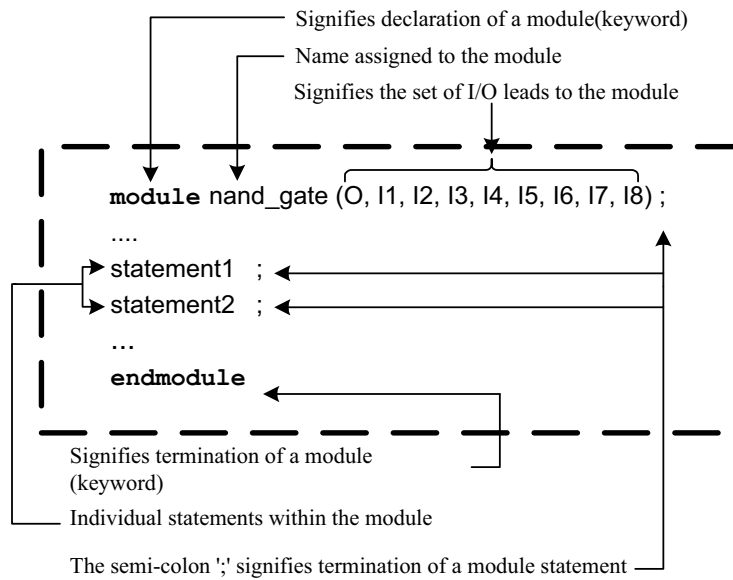 Signifies declaration of a module(keyword)
Name assigned to the module
Signifies the set of I/O leads to the module
module nand_gate (O, I1, I2, I3, I4, I5, I6, I7, I8) ;
....
statement1 ;
statement2 ;
...
endmodule
Signifies termination of a module
(keyword)
Individual statements within the module
The semi-colon ';' signifies termination of a module statement